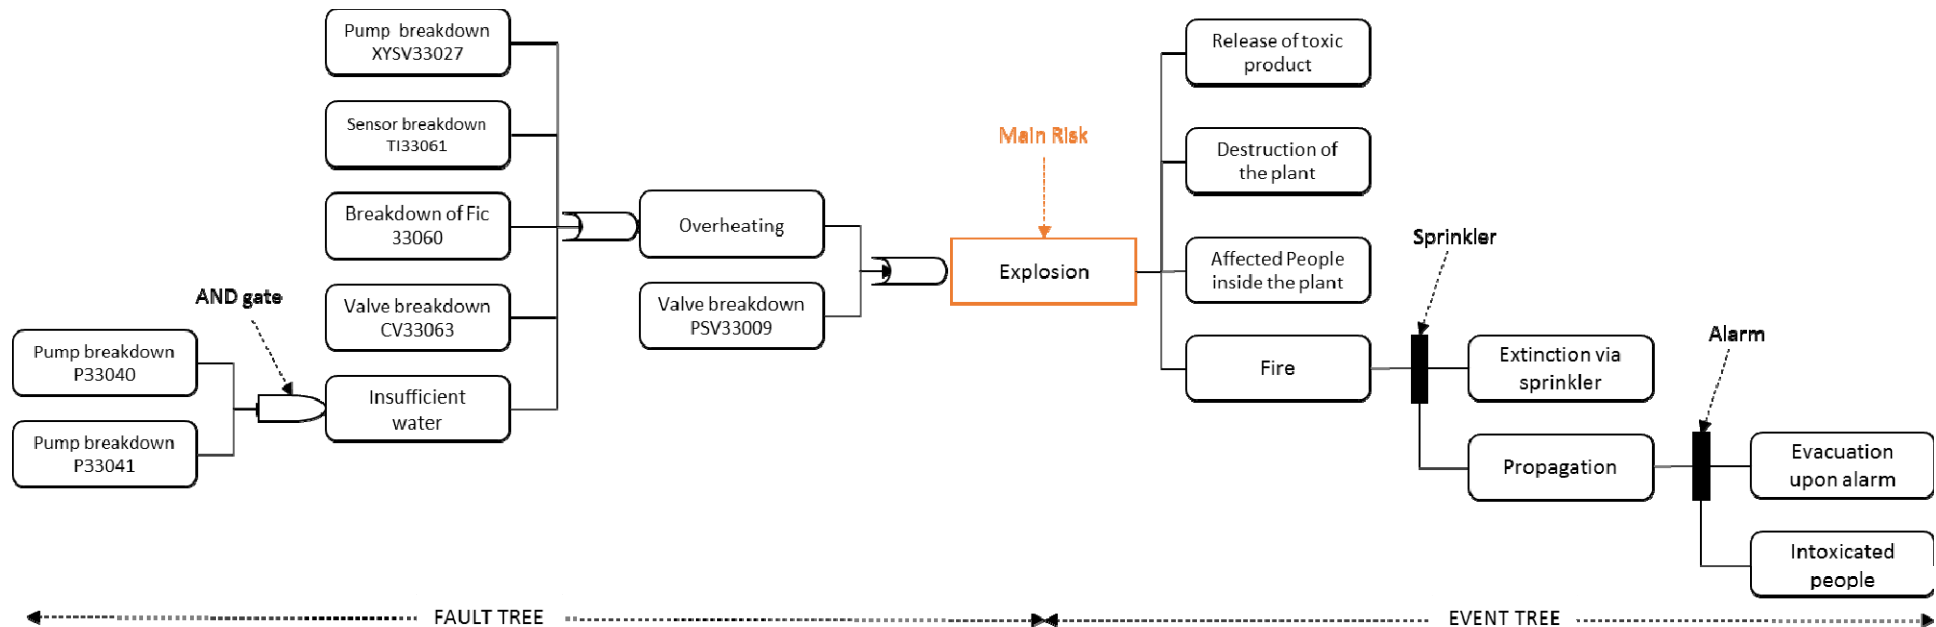 Pump breakdown
XYSV33027
Sensor breakdown
TI33061
Breakdown of Fic
33060
Valve breakdown
CV33063
Insufficient
water
AND gate
Pump breakdown
P33040
Pump breakdown
P33041
Overheating
Valve breakdown
PSV33009
Main Risk
Explosion
Release of toxic
product
Destruction of
the plant
Affected People
inside the plant
Fire
Sprinkler
Extinction via
sprinkler
Propagation
Alarm
Evacuation
upon alarm
Intoxicated
people
FAULT TREE
EVENT TREE